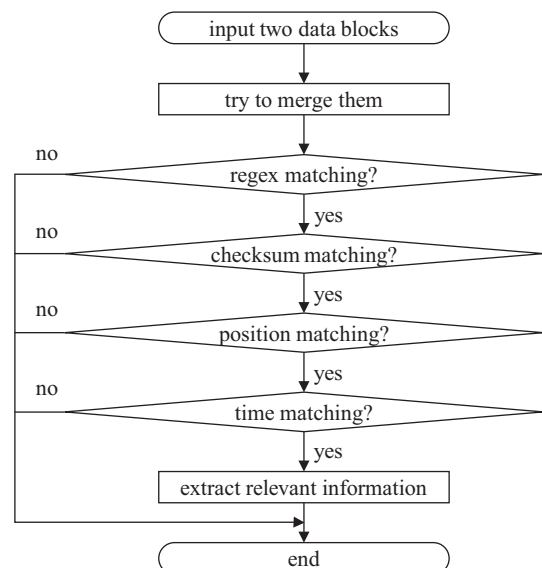 input two data blocks
try to merge them
no
regex matching?
yes
no
checksum matching?
yes
no
position matching?
yes
no
time matching?
yes
extract relevant information
end